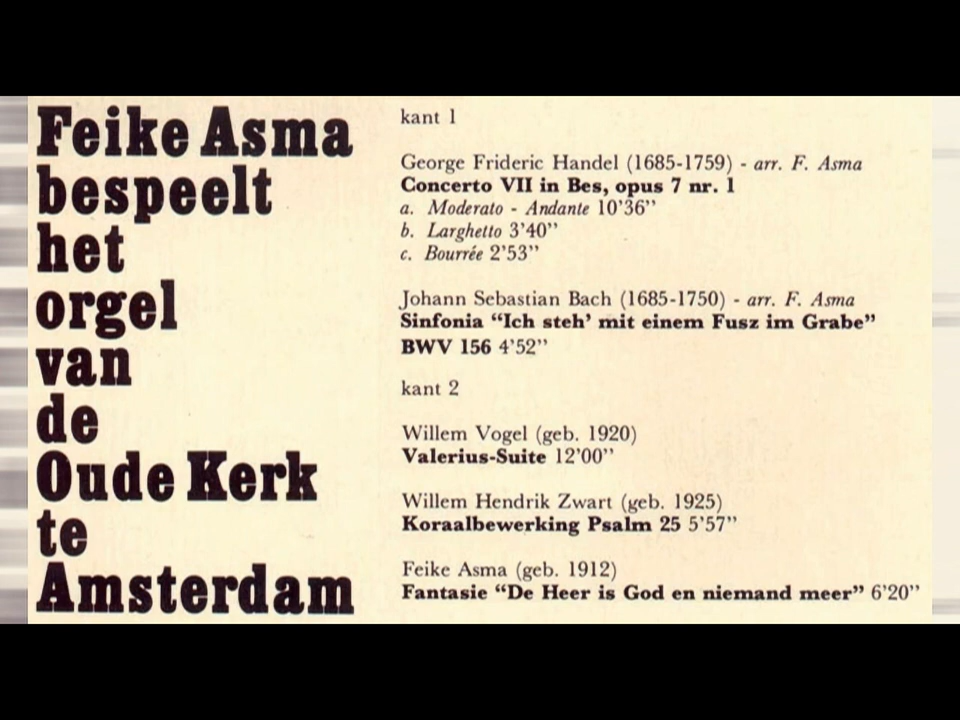 Feike Asma
bespeelt
het
orgel
van
de
Oude Kerk
te
Amsterdam
kant 1
George Frideric Handel (1685-1759) - arr. F. Asma
Concerto VII in Bes, opus 7 nr. 1
a. Moderato - Andante 10’36”
b. Larghetto 3’40”
c. Bourrée 2’53”
Johann Sebastian Bach (1685-1750) - arr. F. Asma
Sinfonia “Ich steh’ mit einem Fusz im Grabe”
BWV 156 4’52”
kant 2
Willem Vogel (geb. 1920)
Valerius-Suite 12’00”
Willem Hendrik Zwart (geb. 1925)
Koraalbewerking Psalm 25 5’57”
Feike Asma (geb. 1912)
Fantasie “De Heer is God en niemand meer” 6’20”